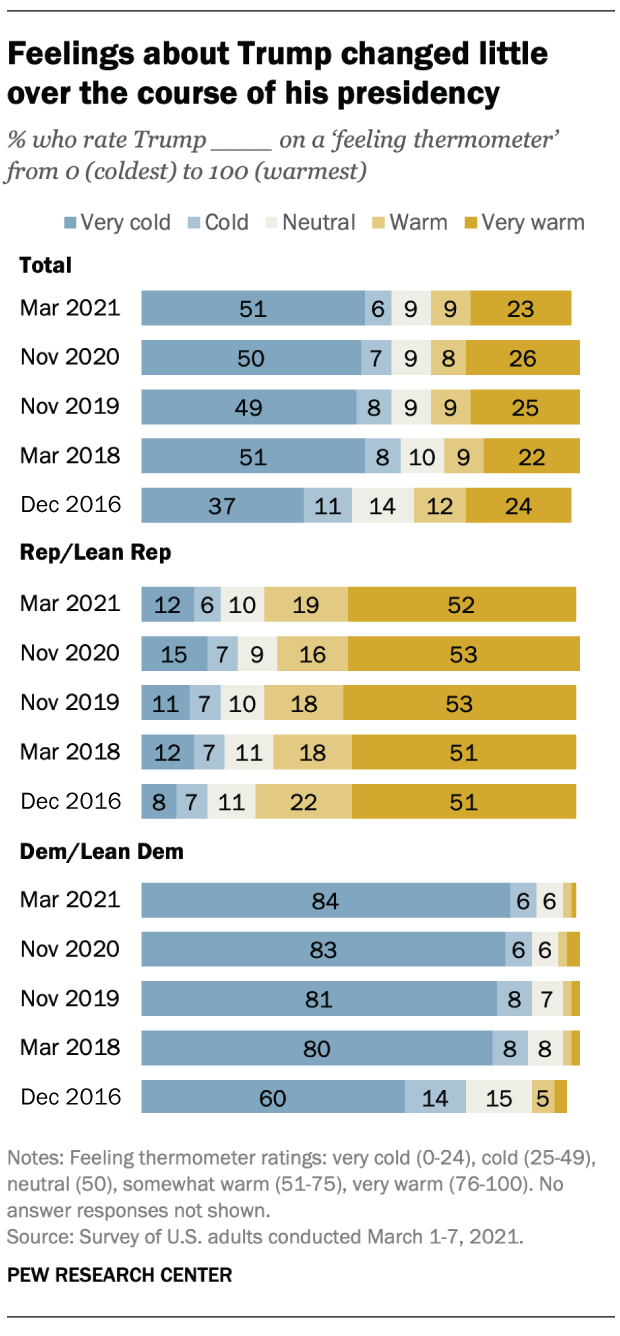 Feelings about Trump changed little
over the course of his presidency
% who rate Trump ____ on a ‘feeling thermometer’
from 0 (coldest) to 100 (warmest)
Very cold Cold Neutral Warm Very warm
Total
Mar 2021 51 6 9 9 23
Nov 2020 50 7 9 8 26
Nov 2019 49 8 9 9 25
Mar 2018 51 8 10 9 22
Dec 2016 37 11 14 12 24
Rep/Lean Rep
Mar 2021 12 6 10 19 52
Nov 2020 15 7 9 16 53
Nov 2019 11 7 10 18 53
Mar 2018 12 7 11 18 51
Dec 2016 8 7 11 22 51
Dem/Lean Dem
Mar 2021 84 6 6
Nov 2020 83 6 6
Nov 2019 81 8 7
Mar 2018 80 8 8
Dec 2016 60 14 15 5
Notes: Feeling thermometer ratings: very cold (0-24), cold (25-49),
neutral (50), somewhat warm (51-75), very warm (76-100). No
answer responses not shown.
Source: Survey of U.S. adults conducted March 1-7, 2021.
PEW RESEARCH CENTER